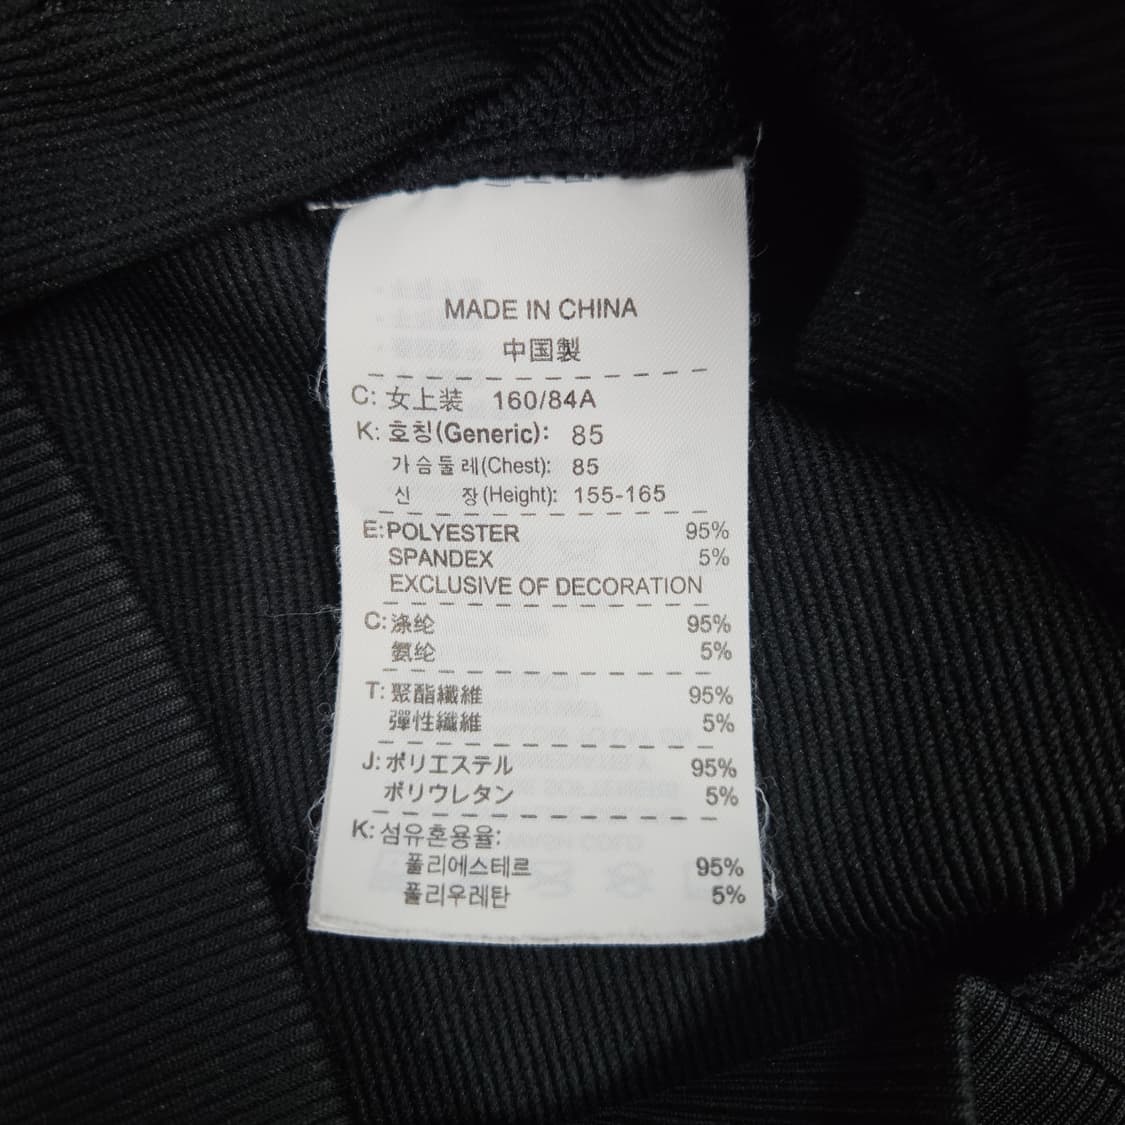 MADE IN CHINA
中国製
C: 女上装 160/84A
K: 호칭(Generic): 85
가슴둘레(Chest): 85
신 장(Height): 155-165
E: POLYESTER 95%
SPANDEX 5%
EXCLUSIVE OF DECORATION
C: 涤纶 95%
氨纶 5%
T: 聚酯纖維 95%
彈性纖維 5%
J: ポリエステル 95%
ポリウレタン 5%
K: 섬유혼용율:
폴리에스테르 95%
폴리우레탄 5%